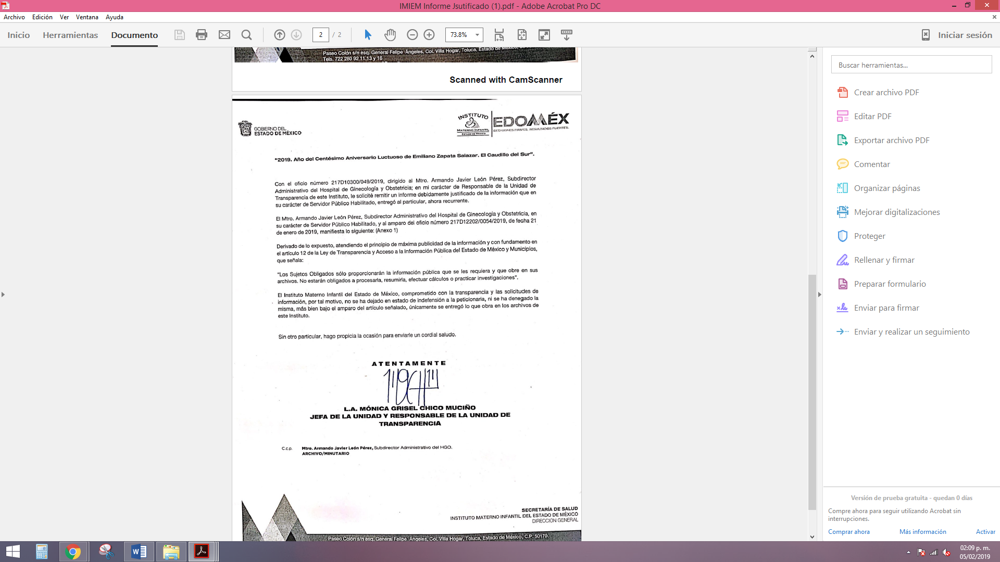 IMIEM Informe Jsutificado (1).pdf - Adobe Acrobat Pro DC
Archivo Edición Ver Ventana Ayuda
Inicio Herramientas Documento 2 / 2 73.8% Iniciar sesión
Paseo Colón s/n esq. General Felipe Ángeles, Col. Villa Hogar, Toluca, Estado de México,
Tels. 722 280 92 11,13 y 16
Scanned with CamScanner
GOBIERNO DEL
ESTADO DE MÉXICO
INSTITUTO
MATERNO INFANTIL
ESTADO DE MÉXICO
EDOMÉX
DECISIONES FIRMES, RESULTADOS FUERTES.
"2019. Año del Centésimo Aniversario Luctuoso de Emiliano Zapata Salazar. El Caudillo del Sur".
Con el oficio número 217D10300/049/2019, dirigido al Mtro. Armando Javier León Pérez, Subdirector
Administrativo del Hospital de Ginecología y Obstetricia; en mi carácter de Responsable de la Unidad de
Transparencia de este Instituto, le solicité remitir un informe debidamente justificado de la información que en
su carácter de Servidor Público Habilitado, entregó al particular, ahora recurrente.
El Mtro. Armando Javier León Pérez, Subdirector Administrativo del Hospital de Ginecología y Obstetricia, en
su carácter de Servidor Público Habilitado, y al amparo del oficio número 217D12202/0054/2019, de fecha 21
de enero de 2019, manifiesta lo siguiente: (Anexo 1)
Derivado de lo expuesto, atendiendo el principio de máxima publicidad de la información y con fundamento en
el artículo 12 de la Ley de Transparencia y Acceso a la Información Pública del Estado de México y Municipios,
que señala:
"Los Sujetos Obligados sólo proporcionarán la información pública que se les requiera y que obre en sus
archivos. No estarán obligados a procesarla, resumirla, efectuar cálculos o practicar investigaciones".
El Instituto Materno Infantil del Estado de México, comprometido con la transparencia y las solicitudes de
información, por tal motivo, no se ha dejado en estado de indefensión a la peticionaria, ni se ha denegado la
misma, más bien bajo el amparo del artículo señalado, únicamente se entregó lo que obra en los archivos de
este Instituto.
Sin otro particular, hago propicia la ocasión para enviarle un cordial saludo.
ATENTAMENTE
L.A. MÓNICA GRISEL CHICO MUCIÑO
JEFA DE LA UNIDAD Y RESPONSABLE DE LA UNIDAD DE
TRANSPARENCIA
C.c.p. Mtro. Armando Javier León Pérez, Subdirector Administrativo del HGO.
ARCHIVO/MINUTARIO
SECRETARÍA DE SALUD
INSTITUTO MATERNO INFANTIL DEL ESTADO DE MÉXICO
DIRECCIÓN GENERAL
Paseo Colón s/n esq. General Felipe Ángeles, Col. Villa Hogar, Toluca, Estado de México, C.P. 50170.
Buscar herramientas...
Crear archivo PDF
Editar PDF
Exportar archivo PDF
Comentar
Organizar páginas
Mejorar digitalizaciones
Proteger
Rellenar y firmar
Preparar formulario
Enviar para firmar
Enviar y realizar un seguimiento
Versión de prueba gratuita - quedan 0 días
Compre ahora para seguir utilizando Acrobat sin
interrupciones.
Comprar ahora Más información Activar
02:09 p. m.
05/02/2019